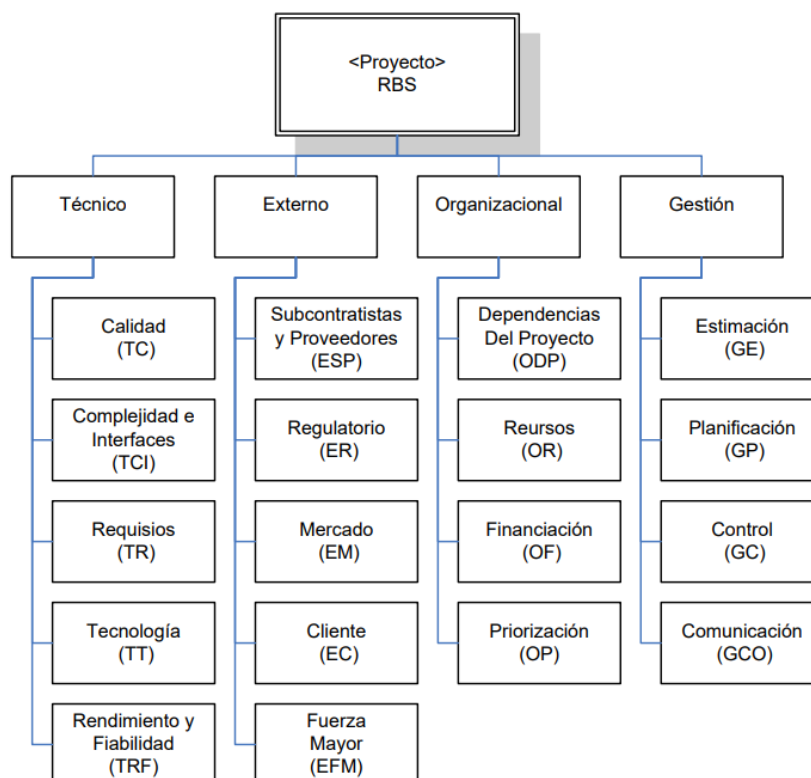 <Proyecto>
RBS
Técnico
Externo
Organizacional
Gestión
Calidad
(TC)
Complejidad e
Interfaces
(TCI)
Requisios
(TR)
Tecnología
(TT)
Rendimiento y
Fiabilidad
(TRF)
Subcontratistas
y Proveedores
(ESP)
Regulatorio
(ER)
Mercado
(EM)
Cliente
(EC)
Fuerza
Mayor
(EFM)
Dependencias
Del Proyecto
(ODP)
Reursos
(OR)
Financiación
(OF)
Priorización
(OP)
Estimación
(GE)
Planificación
(GP)
Control
(GC)
Comunicación
(GCO)